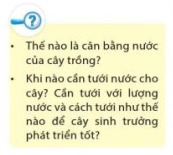 • Thế nào là cân bằng nước
của cây trồng?
• Khi nào cần tưới nước cho
cây? Cần tưới với lượng
nước và cách tưới như thế
nào để cây sinh trưởng
phát triển tốt?